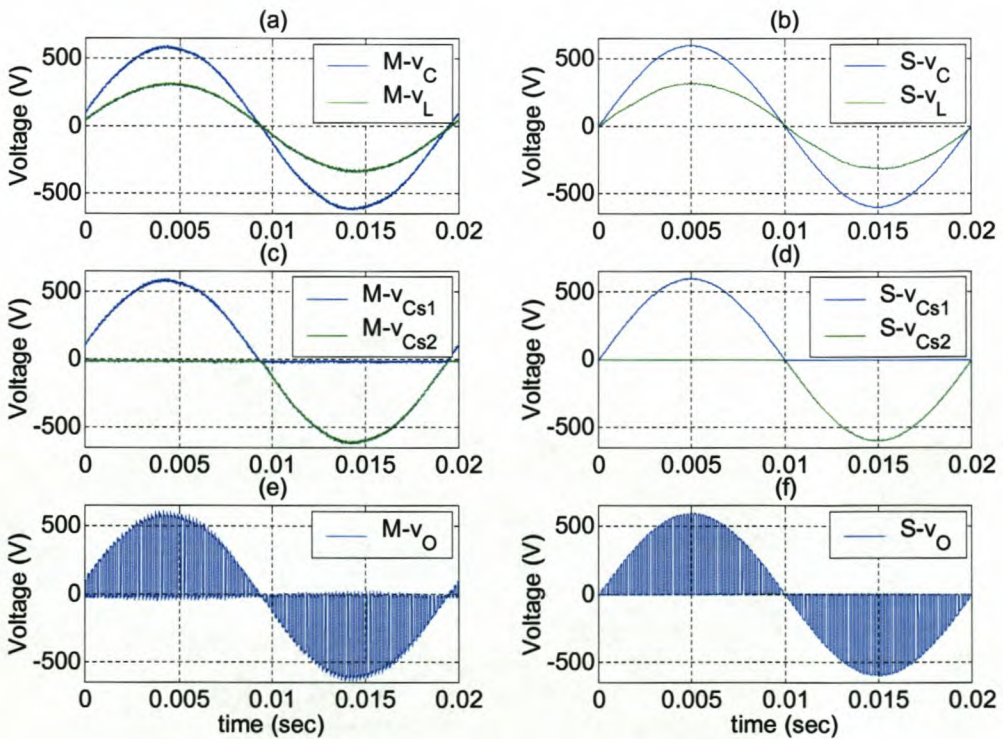 (a)
Voltage (V)
500
0
-500
M-vC
M-vL
0 0.005 0.01 0.015 0.02
(b)
Voltage (V)
500
0
-500
S-vC
S-vL
0 0.005 0.01 0.015 0.02
(c)
Voltage (V)
500
0
-500
M-vCs1
M-vCs2
0 0.005 0.01 0.015 0.02
(d)
Voltage (V)
500
0
-500
S-vCs1
S-vCs2
0 0.005 0.01 0.015 0.02
(e)
Voltage (V)
500
0
-500
M-vO
0 0.005 0.01 0.015 0.02
time (sec)
(f)
Voltage (V)
500
0
-500
S-vO
0 0.005 0.01 0.015 0.02
time (sec)